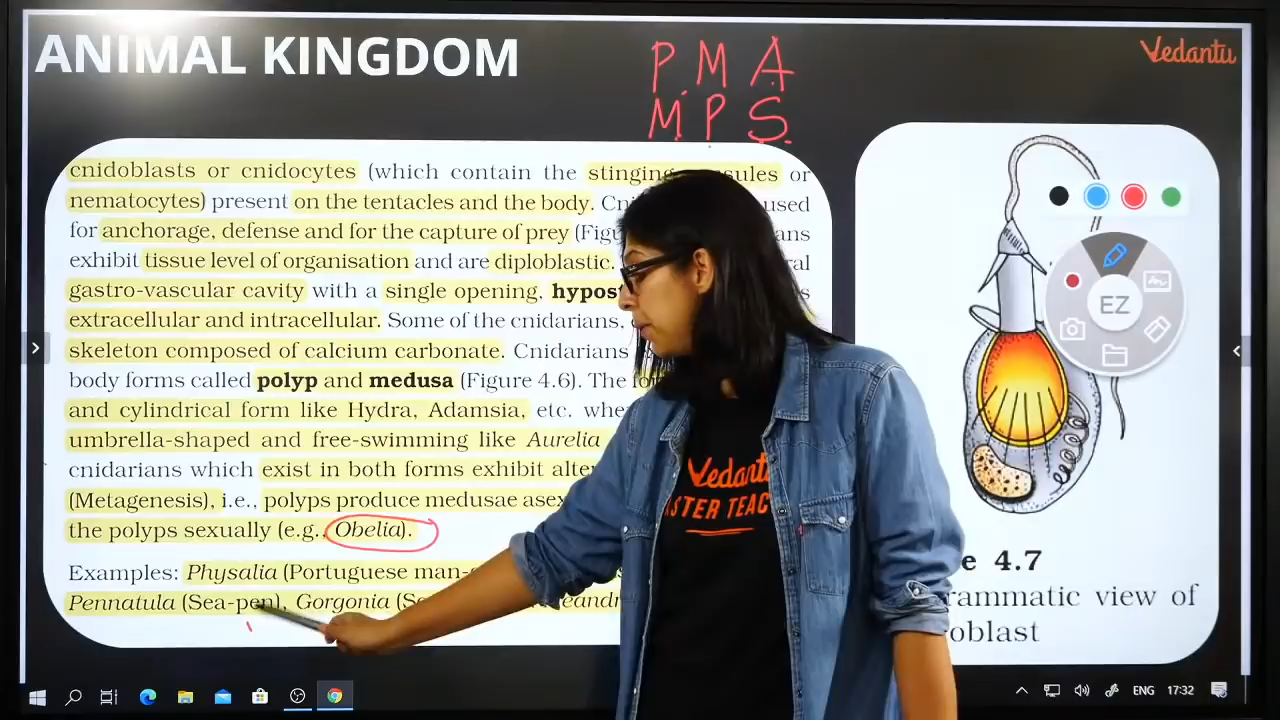 ANIMAL KINGDOM
P M A
M P S
Vedantu
cnidoblasts or cnidocytes (which contain the stinging or
nematocytes) present on the tentacles and the body. used
for anchorage, defense and for the capture of prey
exhibit tissue level of organisation and are diploblastic.
gastro-vascular cavity with a single opening,
extracellular and intracellular. Some of the cnidarians,
skeleton composed of calcium carbonate. Cnidarians
body forms called polyp and medusa (Figure 4.6). The
and cylindrical form like Hydra, Adamsia, etc.
umbrella-shaped and free-swimming like Aurelia
cnidarians which exist in both forms exhibit
(Metagenesis), i.e., polyps produce medusae
the polyps sexually (e.g., Obelia).
Examples: Physalia (Portuguese
Pennatula (Sea-pen), Gorgonia
EZ
4.7
view of
Vedantu
TEAC
ENG 17:32